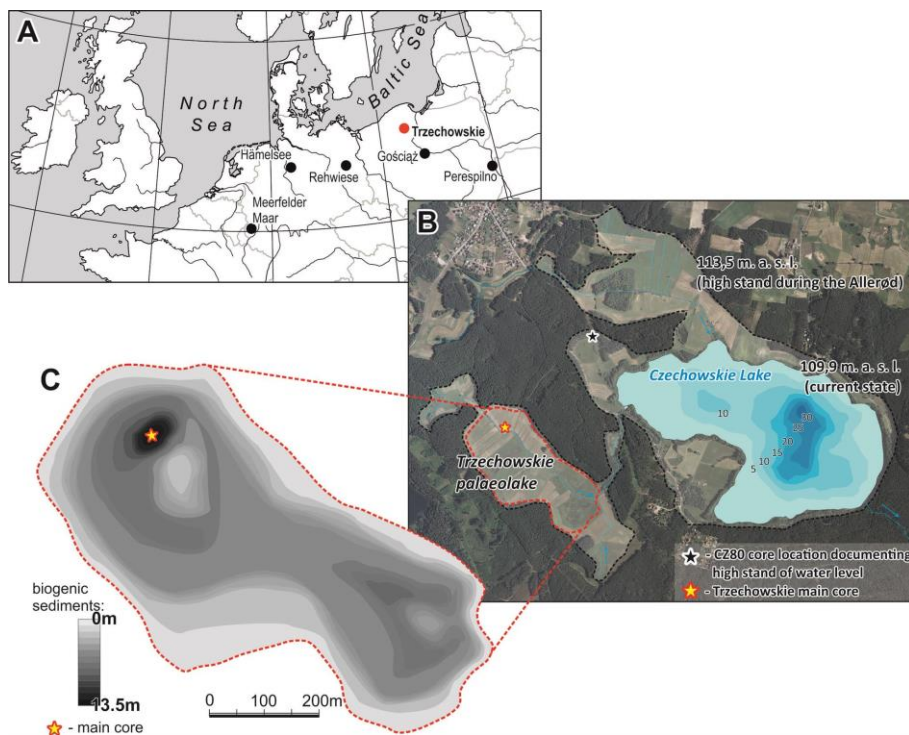 A
North
Sea
Baltic Sea
Trzechowskie
Hämelsee
Rehwiese
Gościąż
Perespilno
Meerfelder
Maar
B
113,5 m. a. s. l.
(high stand during the Allerød)
109,9 m. a. s. l.
(current state)
Czechowskie Lake
10
30
25
20
15
10
5
Trzechowskie
palaeolake
- CZ80 core location documenting
high stand of water level
- Trzechowskie main core
C
biogenic
sediments:
0m
13.5m
- main core
0 100 200m